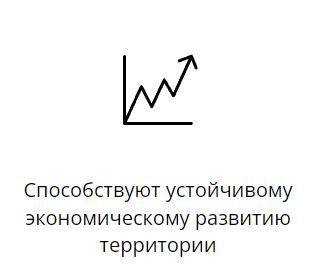 Способствуют устойчивому
экономическому развитию
территории